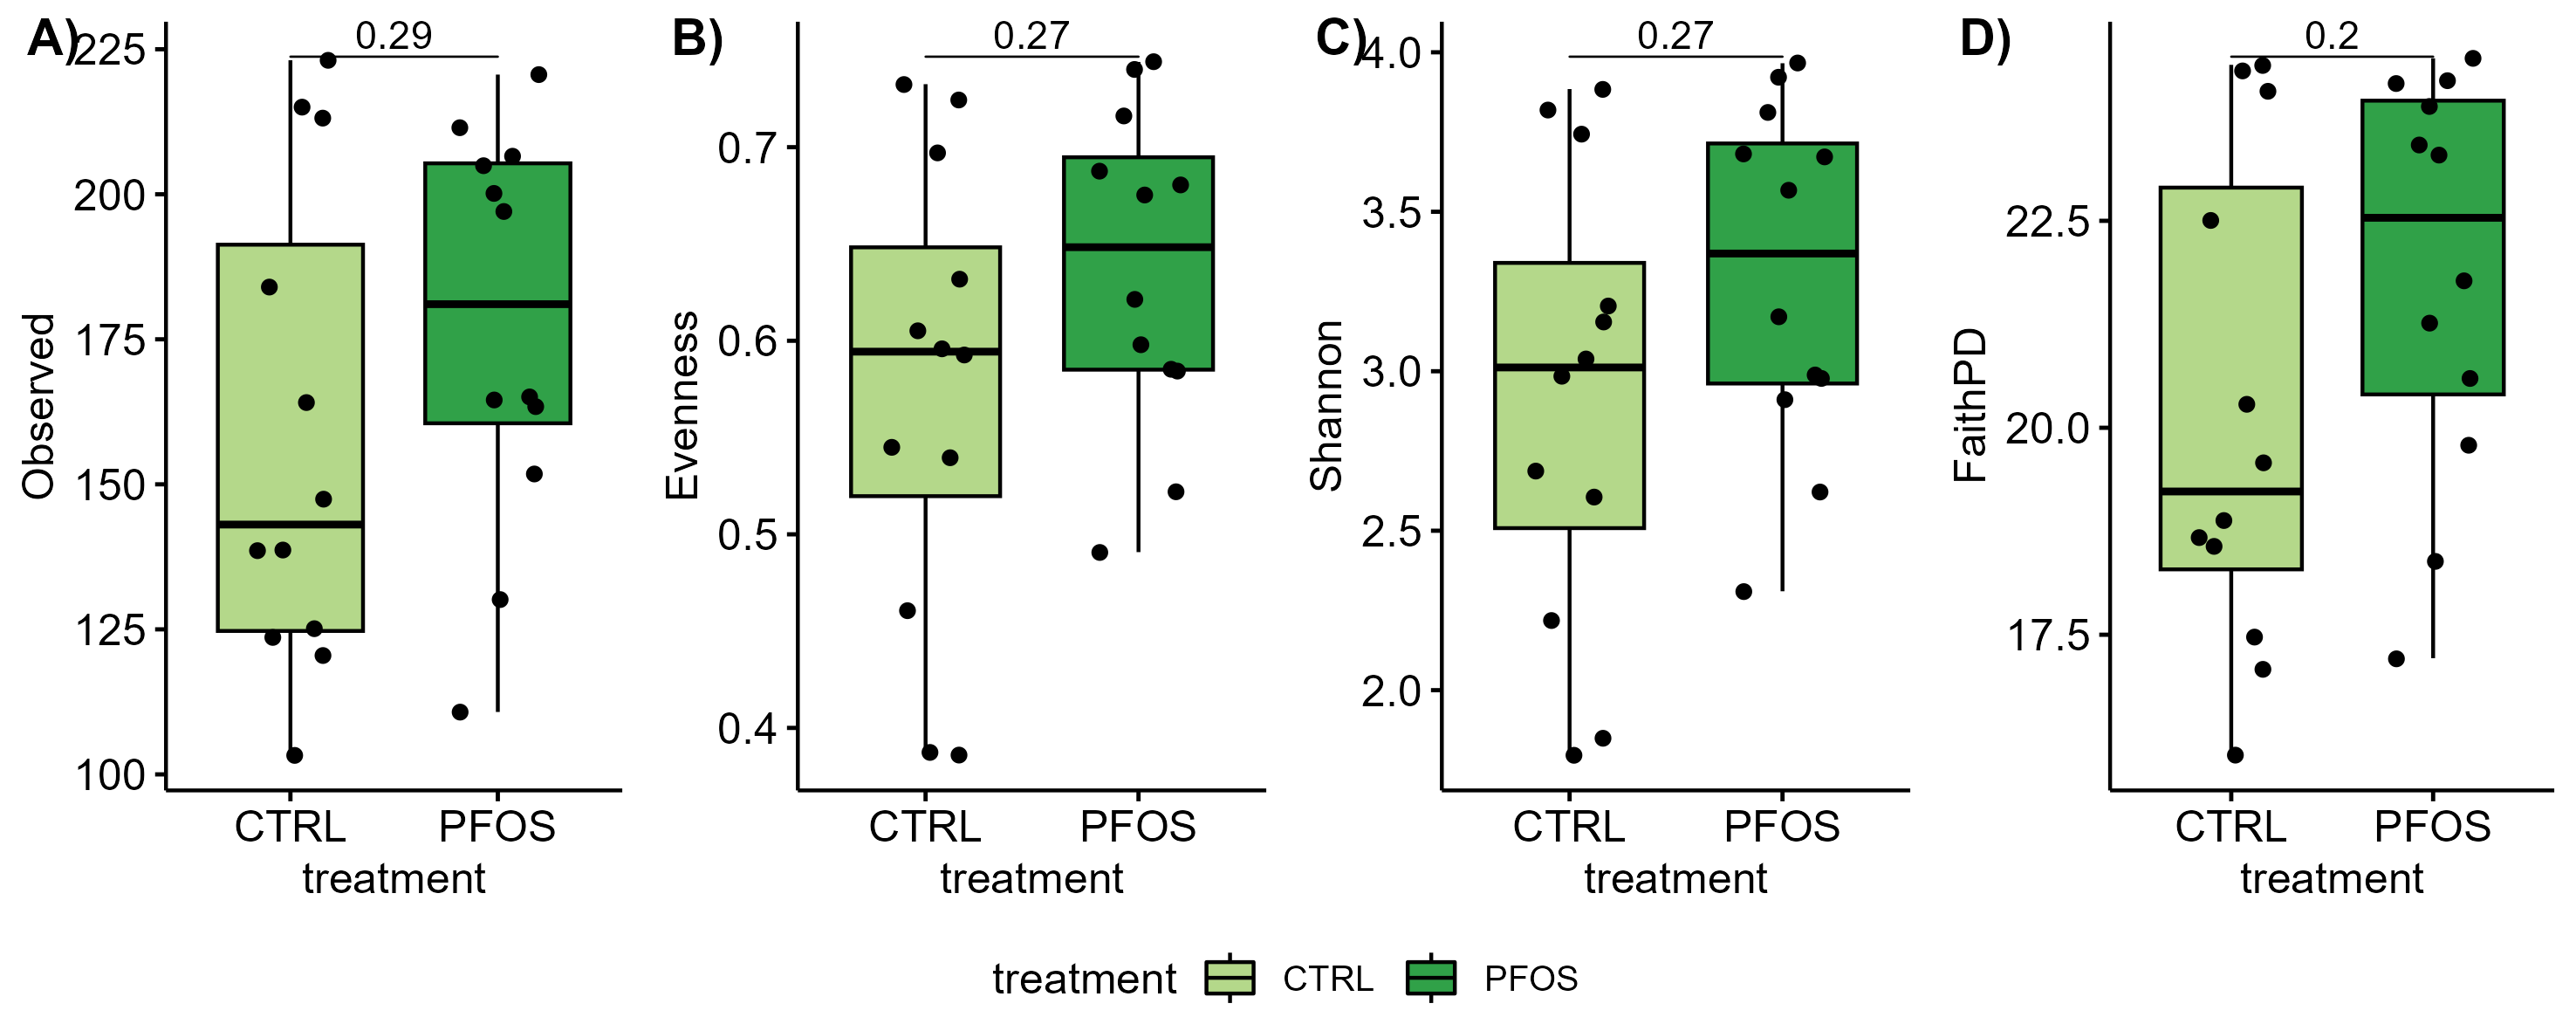 A)
0.29
225
200
175
150
125
100
Observed
CTRL PFOS
treatment
B)
0.27
0.7
0.6
0.5
0.4
Evenness
CTRL PFOS
treatment
C)
0.27
4.0
3.5
3.0
2.5
2.0
Shannon
CTRL PFOS
treatment
D)
0.2
22.5
20.0
17.5
FaithPD
CTRL PFOS
treatment
treatment CTRL PFOS